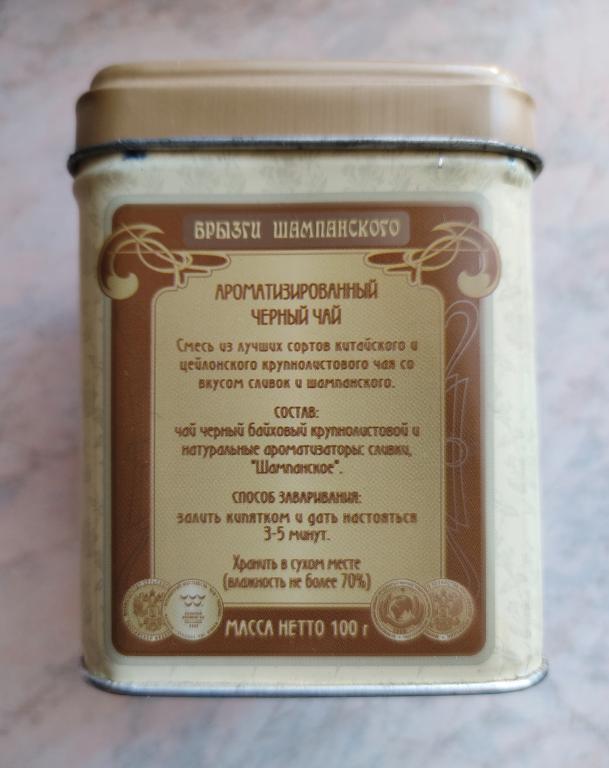 БРЫЗГИ ШАМПАНСКОГО
АРОМАТИЗИРОВАННЫЙ
ЧЕРНЫЙ ЧАЙ
Смесь из лучших сортов китайского и
цейлонского крупнолистового чая со
вкусом сливок и шампанского.
СОСТАВ:
чай черный байховый крупнолистовой и
натуральные ароматизаторы: сливки,
"Шампанское".
СПОСОБ ЗАВАРИВАНИЯ:
залить кипятком и дать настояться
3-5 минут.
Хранить в сухом месте
(влажность не более 70%)
МАССА НЕТТО 100 г